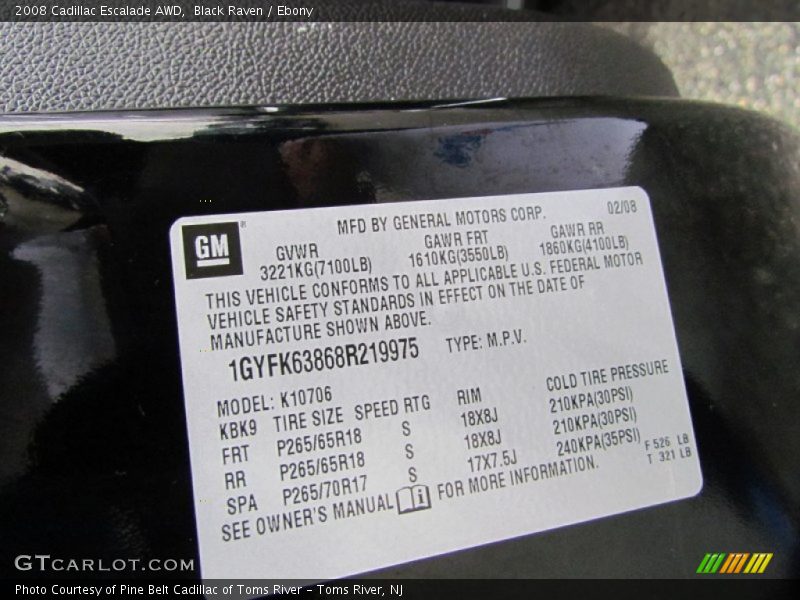 2008 Cadillac Escalade AWD, Black Raven / Ebony
MFD BY GENERAL MOTORS CORP. 02/08
GM
GVWR GAWR FRT GAWR RR
3221KG(7100LB) 1610KG(3550LB) 1860KG(4100LB)
THIS VEHICLE CONFORMS TO ALL APPLICABLE U.S. FEDERAL MOTOR
VEHICLE SAFETY STANDARDS IN EFFECT ON THE DATE OF
MANUFACTURE SHOWN ABOVE.
1GYFK63868R219975 TYPE: M.P.V.
MODEL: K10706
KBK9 TIRE SIZE SPEED RTG RIM COLD TIRE PRESSURE
FRT P265/65R18 S 18X8J 210KPA(30PSI)
RR P265/65R18 S 18X8J 210KPA(30PSI)
SPA P265/70R17 S 17X7.5J 240KPA(35PSI)
SEE OWNER'S MANUAL i FOR MORE INFORMATION.
F 526 LB
T 321 LB
GTcarlot.com
Photo Courtesy of Pine Belt Cadillac of Toms River - Toms River, NJ